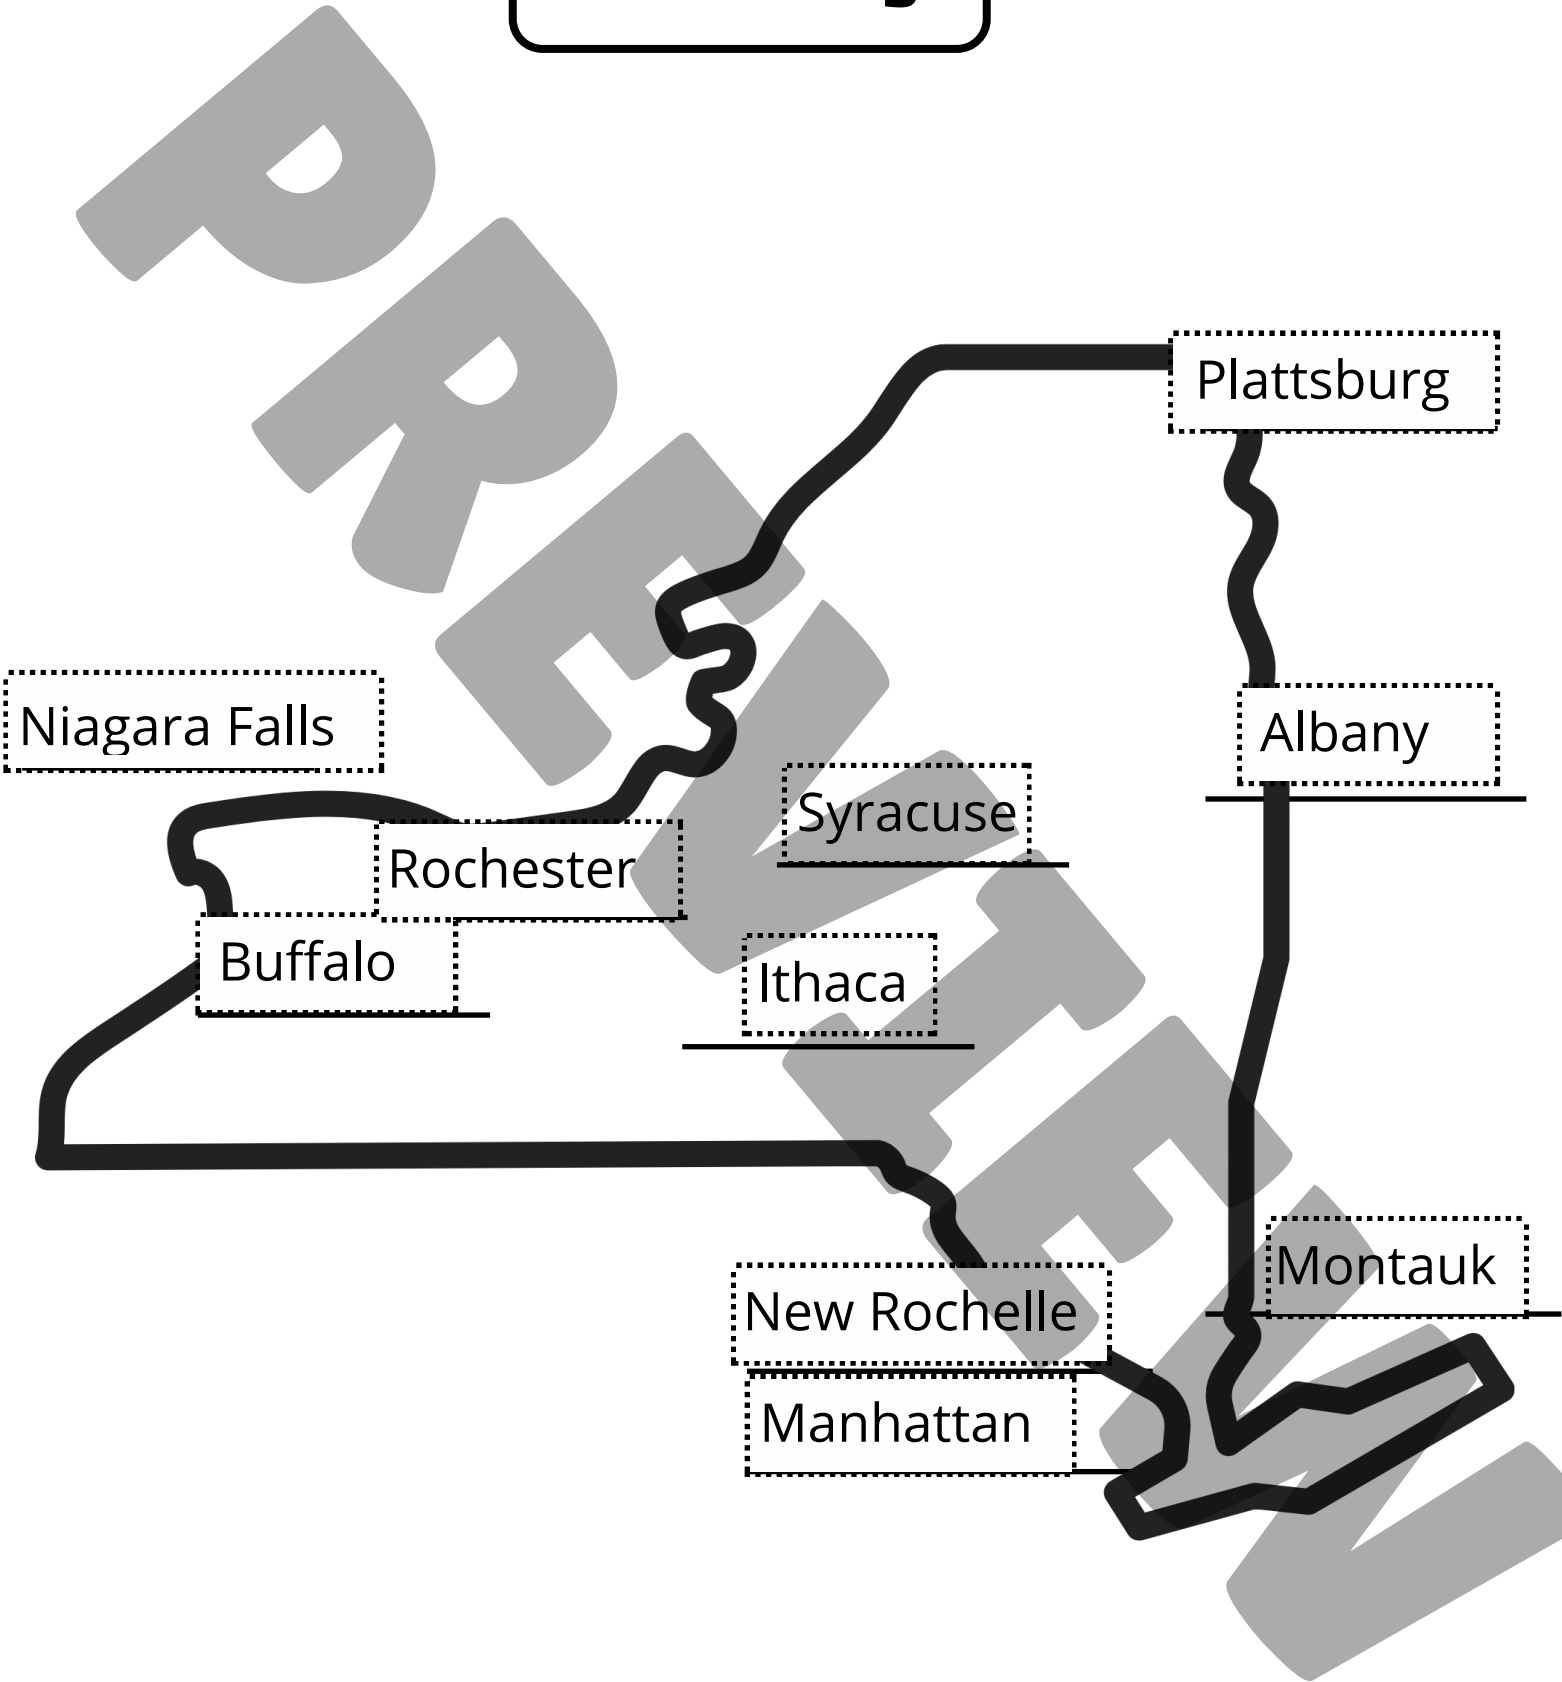 Plattsburg
Niagara Falls
Albany
Syracuse
Rochester
Buffalo
Ithaca
Montauk
New Rochelle
Manhattan
PREVIEW